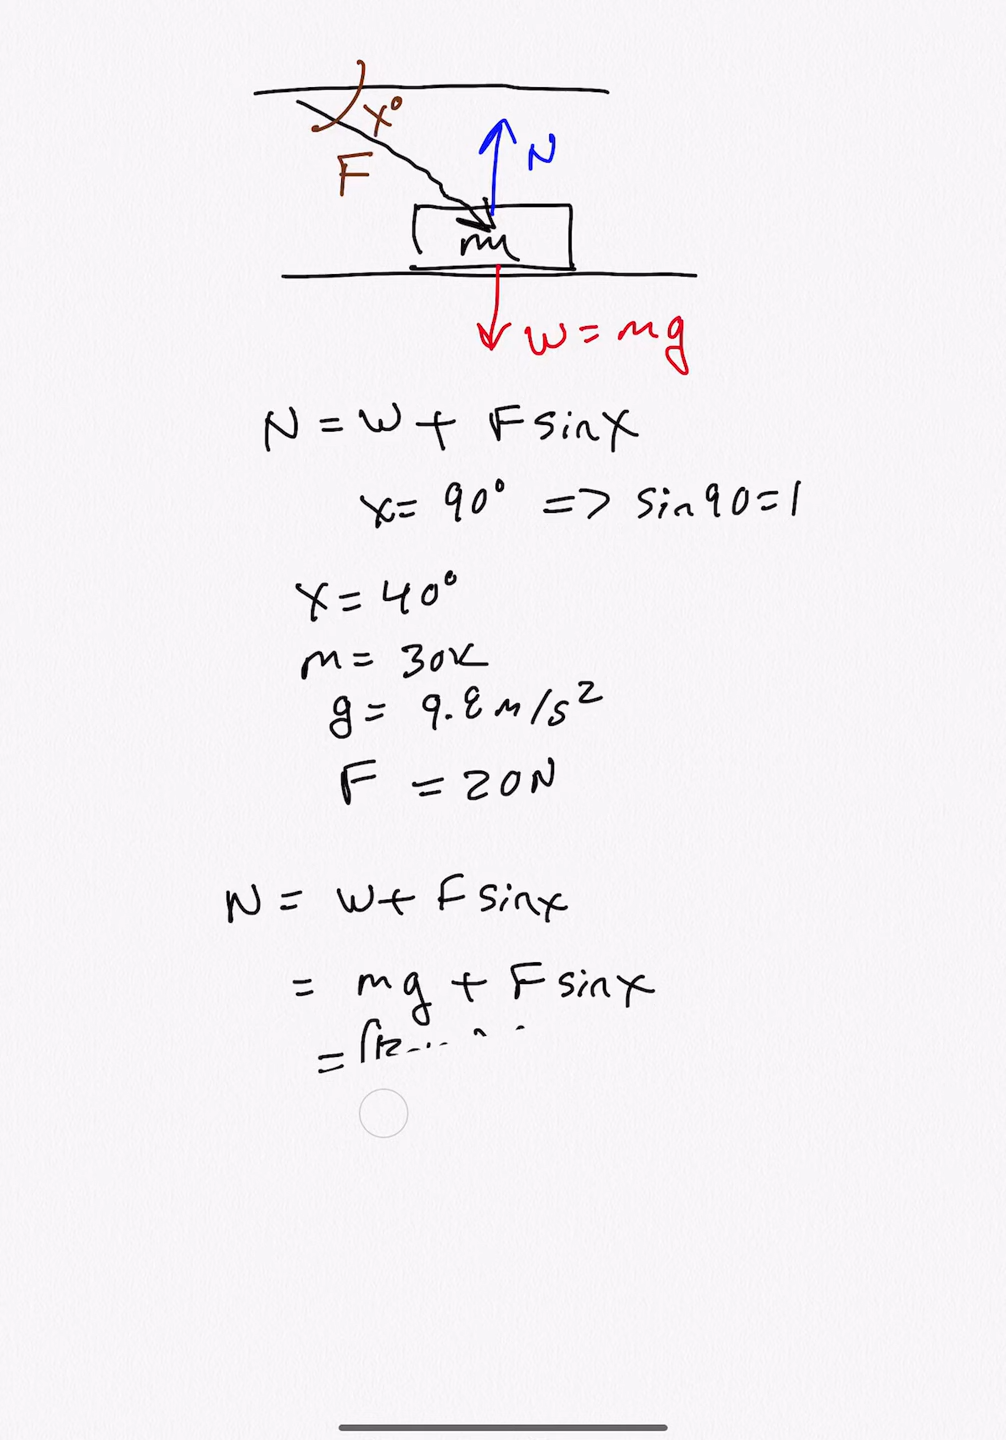 x°
F
N
m
W = mg
N = W + F sin x
x = 90° => sin 90 = 1
x = 40°
m = 30K
g = 9.8 m/s²
F = 20N
N = W + F sin x
= mg + F sin x
=